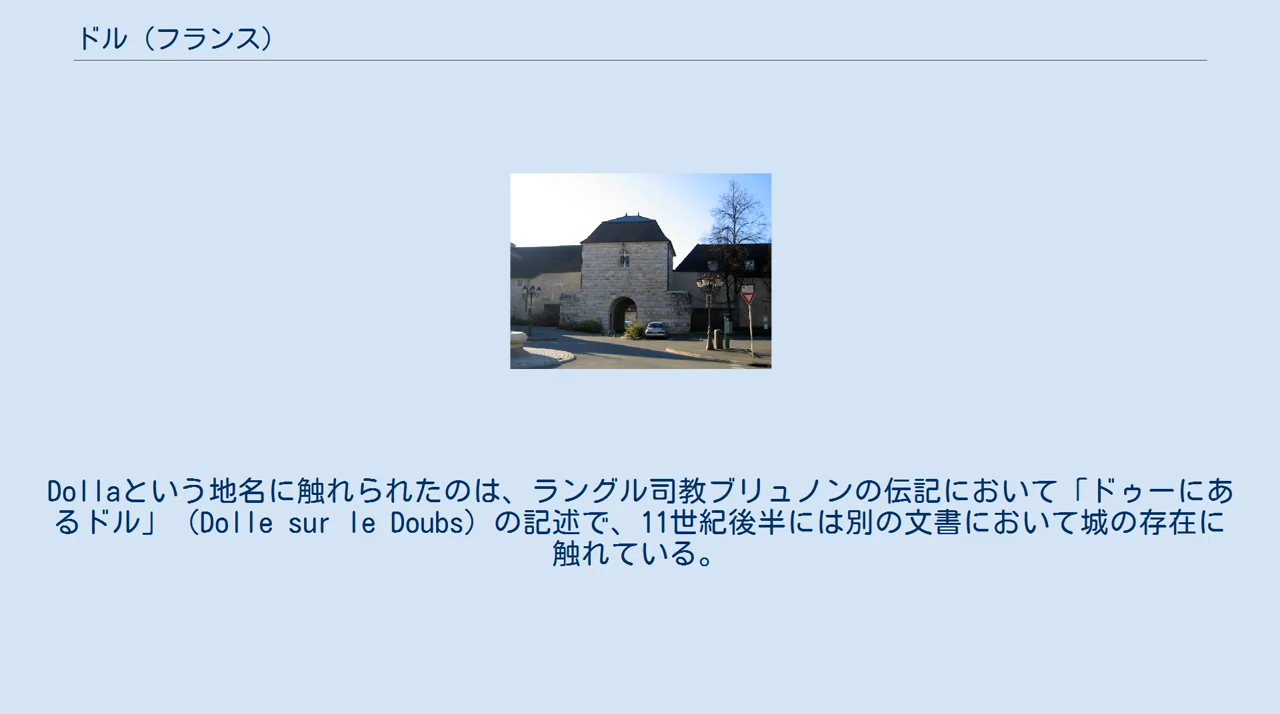 ドル（フランス）
Dollaという地名に触れられたのは、ラングル司教ブリュノンの伝記において「ドゥーにあ
るドル」（Dolle sur le Doubs）の記述で、11世紀後半には別の文書において城の存在に
触れている。